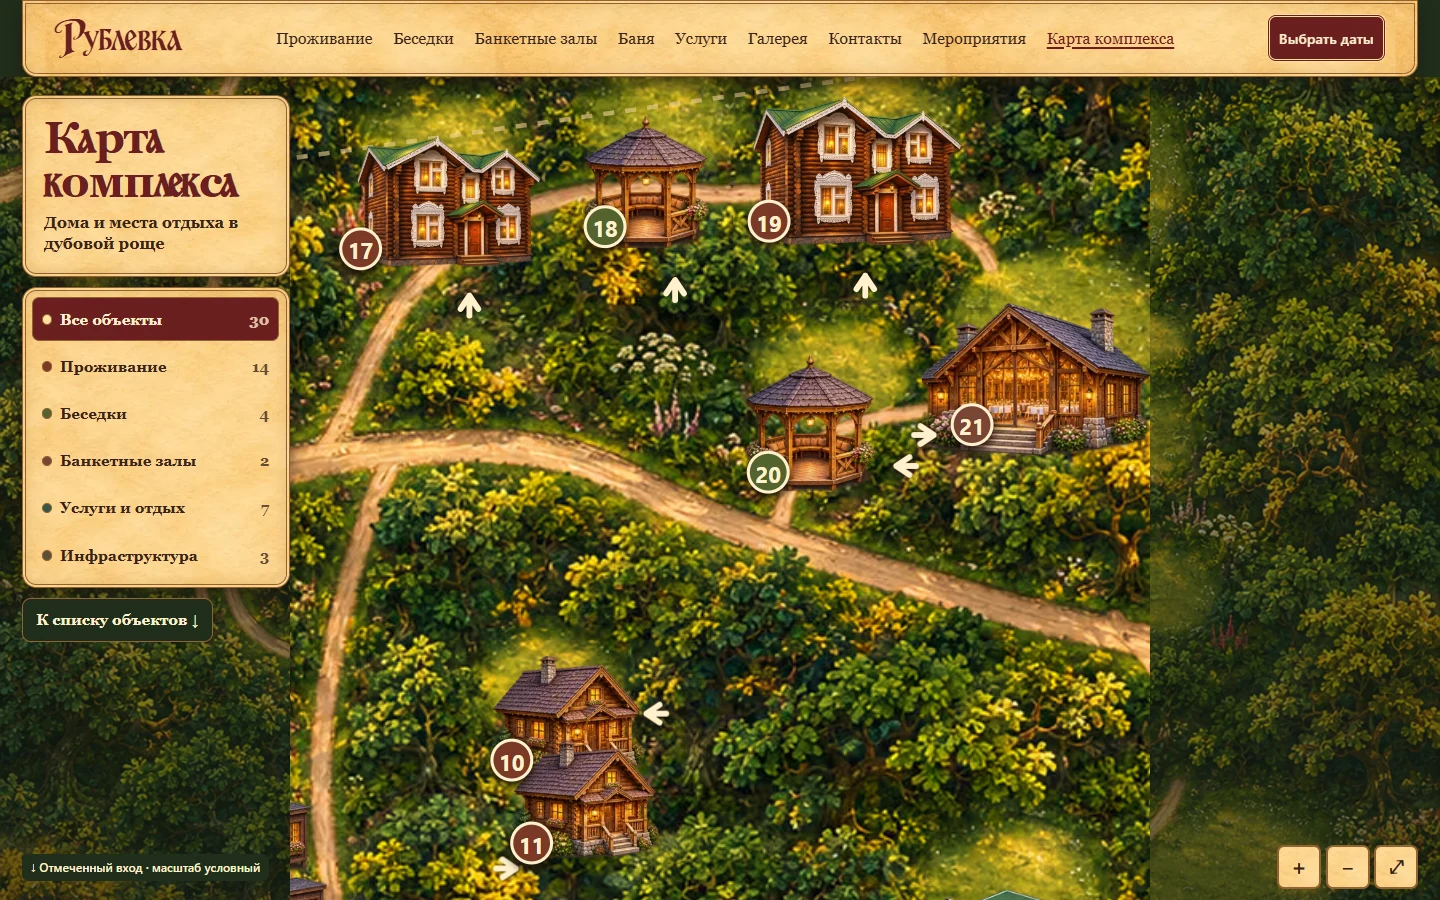 Рублевка
Проживание
Беседки
Банкетные залы
Баня
Услуги
Галерея
Контакты
Мероприятия
Карта комплекса
Выбрать даты
Карта
комплекса
Дома и места отдыха в
дубовой роще
Все объекты 30
Проживание 14
Беседки 4
Банкетные залы 2
Услуги и отдых 7
Инфраструктура 3
К списку объектов ↓
↓ Отмеченный вход · масштаб условный
17
18
19
21
20
10
11
+
−
⤢